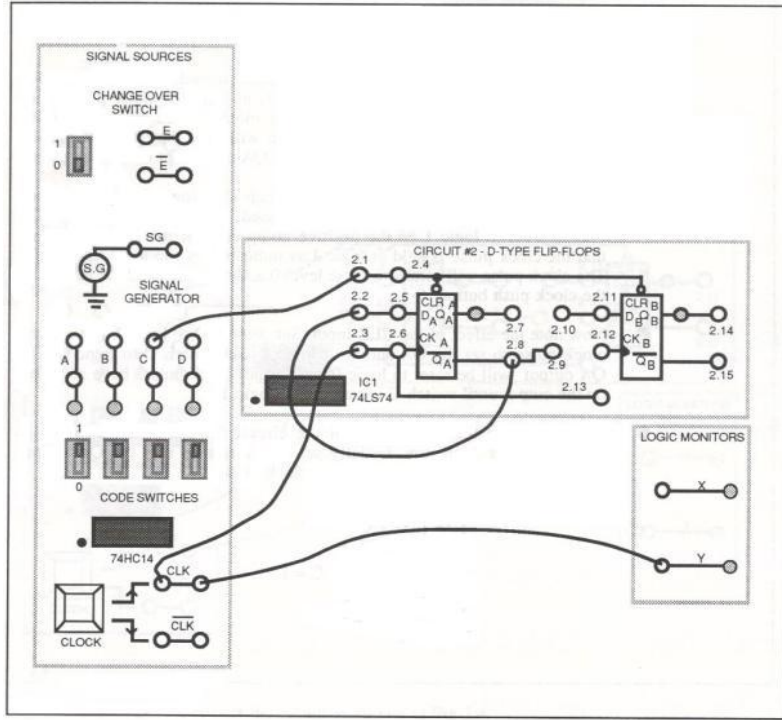 SIGNAL SOURCES
CHANGE OVER
SWITCH
1
0
E
E̅
SG
S.G
SIGNAL
GENERATOR
A
B
C
D
1
0
CODE SWITCHES
74HC14
CLK
C̅L̅K̅
CLOCK
CIRCUIT #2 - D-TYPE FLIP-FLOPS
2.1
2.4
2.2
2.5
2.3
2.6
CLR A
D A Q A
CK A
Q̅ A
2.7
2.8
2.9
2.10
2.11
2.12
2.13
CLR B
D B Q B
CK B
Q̅ B
2.14
2.15
IC1
74LS74
LOGIC MONITORS
X
Y